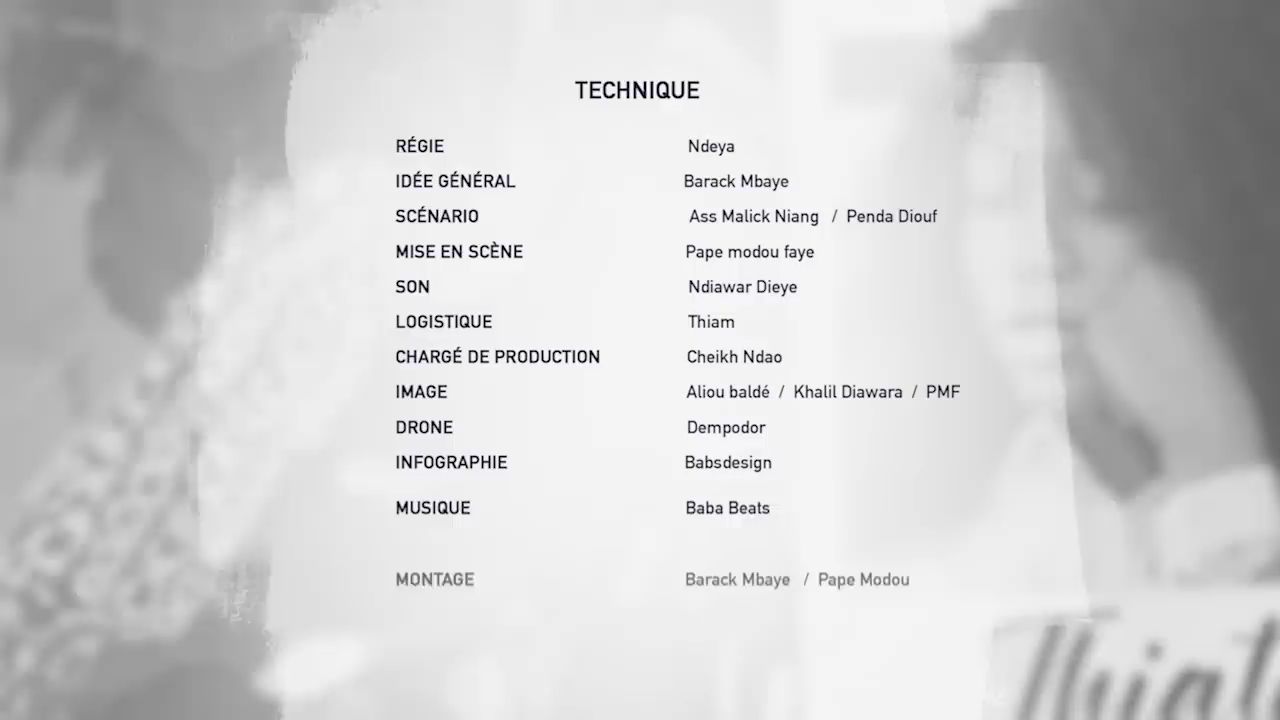 TECHNIQUE
RÉGIE Ndeya
IDÉE GÉNÉRAL Barack Mbaye
SCÉNARIO Ass Malick Niang / Penda Diouf
MISE EN SCÈNE Pape modou faye
SON Ndiawar Dieye
LOGISTIQUE Thiam
CHARGÉ DE PRODUCTION Cheikh Ndao
IMAGE Aliou baldé / Khalil Diawara / PMF
DRONE Dempodor
INFOGRAPHIE Babsdesign
MUSIQUE Baba Beats
MONTAGE Barack Mbaye / Pape Modou